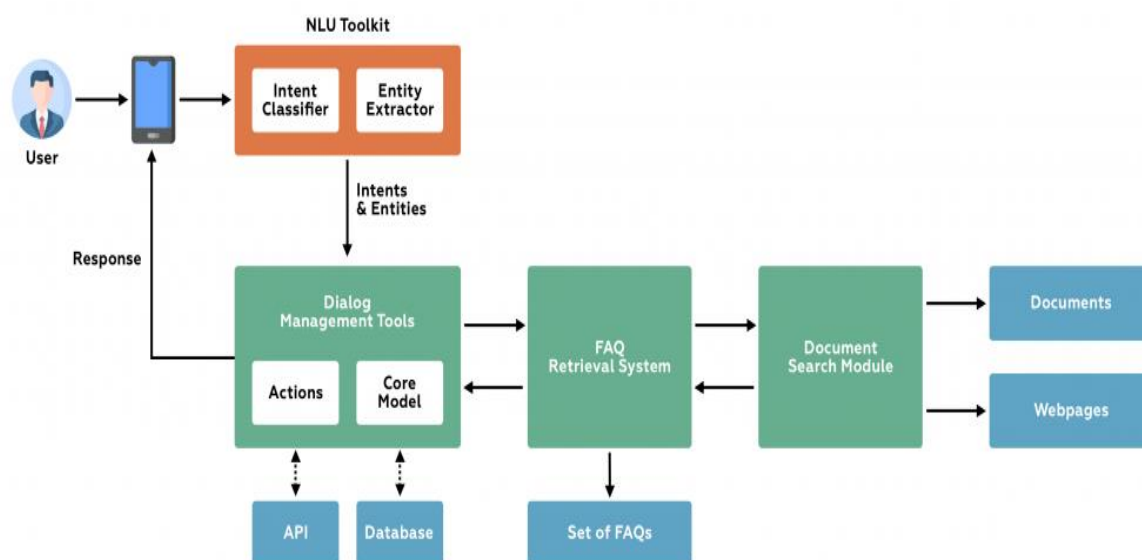 NLU Toolkit
Intent
Classifier
Entity
Extractor
User
Intents
& Entities
Response
Dialog
Management Tools
Actions
Core
Model
FAQ
Retrieval System
Document
Search Module
Documents
Webpages
API
Database
Set of FAQs